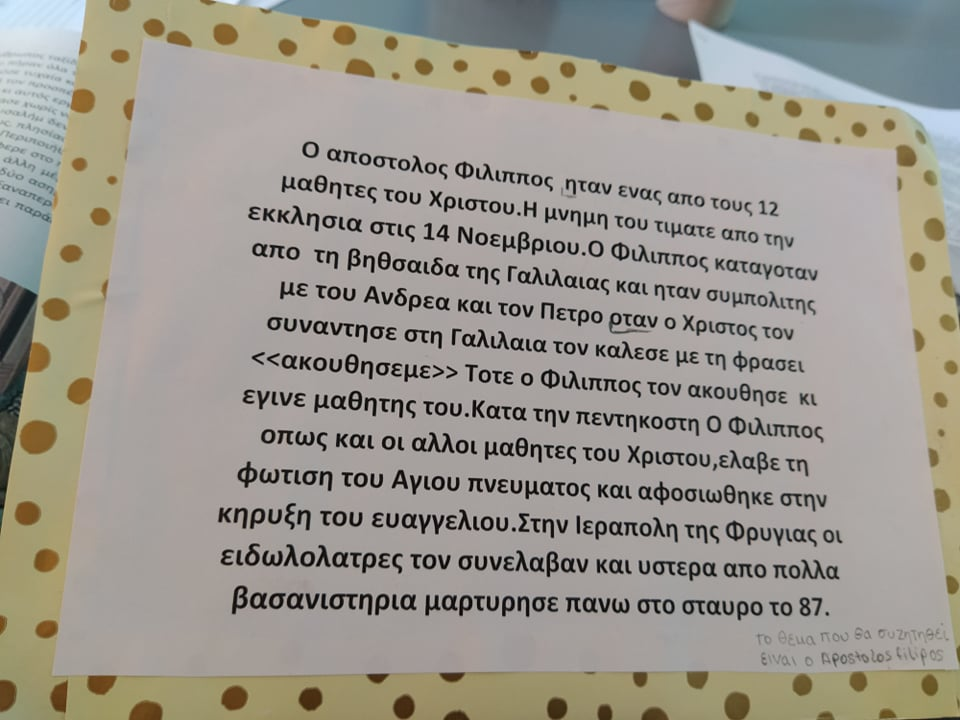 Ο αποστολος Φιλιππος ηταν ενας απο τους 12
μαθητες του Χριστου.Η μνημη του τιματε απο την
εκκλησια στις 14 Νοεμβριου.Ο Φιλιππος καταγοταν
απο τη βηθσαιδα της Γαλιλαιας και ηταν συμπολιτης
με του Ανδρεα και τον Πετρο ρταν ο Χριστος τον
συναντησε στη Γαλιλαια τον καλεσε με τη φρασει
<<ακουθησεμε>> Τοτε ο Φιλιππος τον ακουθησε κι
εγινε μαθητης του.Κατα την πεντηκοστη Ο Φιλιππος
οπως και οι αλλοι μαθητες του Χριστου,ελαβε τη
φωτιση του Αγιου πνευματος και αφοσιωθηκε στην
κηρυξη του ευαγγελιου.Στην Ιεραπολη της Φρυγιας οι
ειδωλολατρες τον συνελαβαν και υστερα απο πολλα
βασανιστηρια μαρτυρησε πανω στο σταυρο το 87.
το θεμα που θα συζητηθεί
είναι ο Apostolos filipos